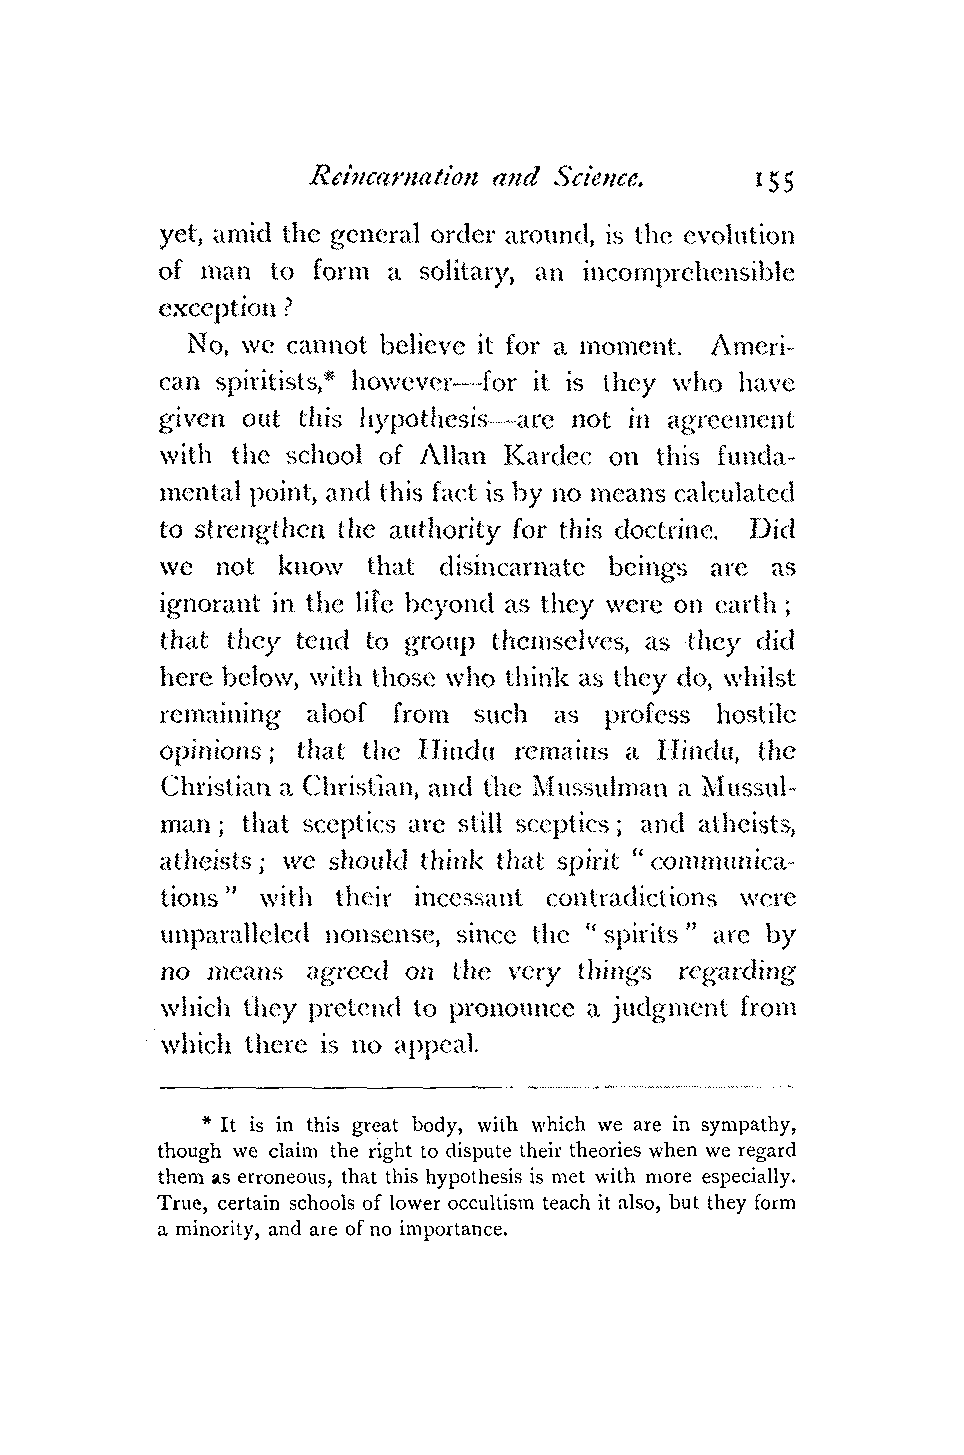 Reincarnation and Science. 155
yet, amid the general order around, is the evolution
of man to form a solitary, an incomprehensible
exception ?
No, we cannot believe it for a moment. Ameri-
can spiritists,* however—for it is they who have
given out this hypothesis—are not in agreement
with the school of Allan Kardec on this funda-
mental point, and this fact is by no means calculated
to strengthen the authority for this doctrine. Did
we not know that disincarnate beings are as
ignorant in the life beyond as they were on earth ;
that they tend to group themselves, as they did
here below, with those who think as they do, whilst
remaining aloof from such as profess hostile
opinions ; that the Hindu remains a Hindu, the
Christian a Christian, and the Mussulman a Mussul-
man ; that sceptics are still sceptics ; and atheists,
atheists ; we should think that spirit " communica-
tions " with their incessant contradictions were
unparalleled nonsense, since the " spirits " are by
no means agreed on the very things regarding
which they pretend to pronounce a judgment from
which there is no appeal.
* It is in this great body, with which we are in sympathy,
though we claim the right to dispute their theories when we regard
them as erroneous, that this hypothesis is met with more especially.
True, certain schools of lower occultism teach it also, but they form
a minority, and are of no importance.